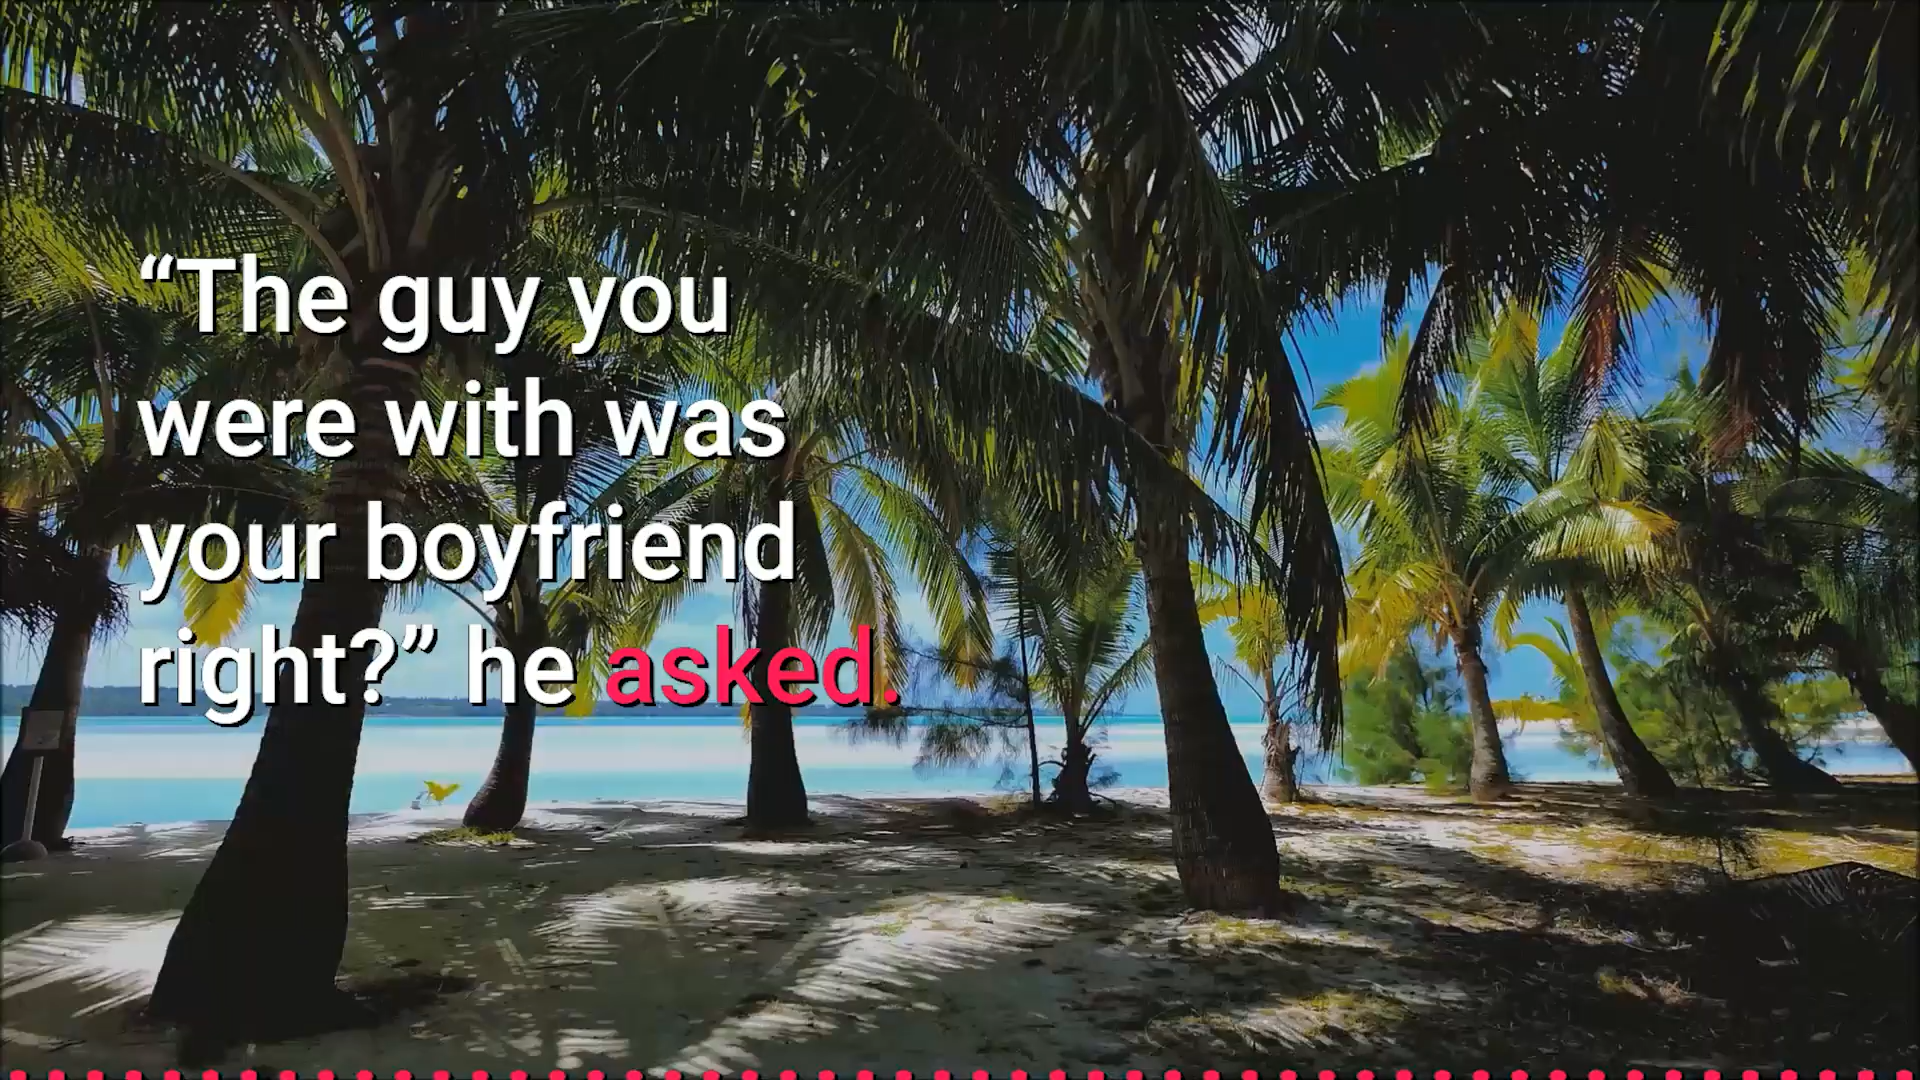 “The guy you
were with was
your boyfriend
right?” he asked.